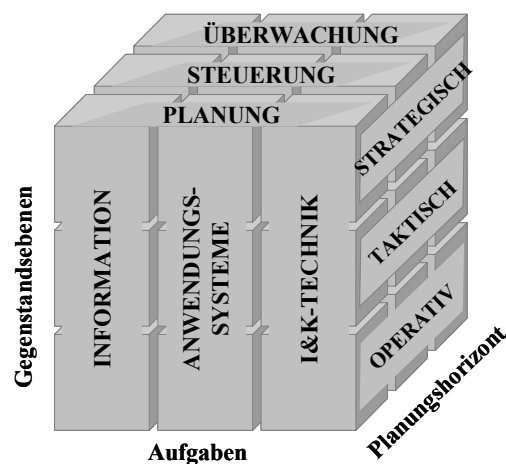 ÜBERWACHUNG
STEUERUNG
PLANUNG
STRATEGISCH
TAKTISCH
OPERATIV
Gegenstandsebenen
INFORMATION
ANWENDUNGS-
SYSTEME
I&K-TECHNIK
Aufgaben
Planungshorizont